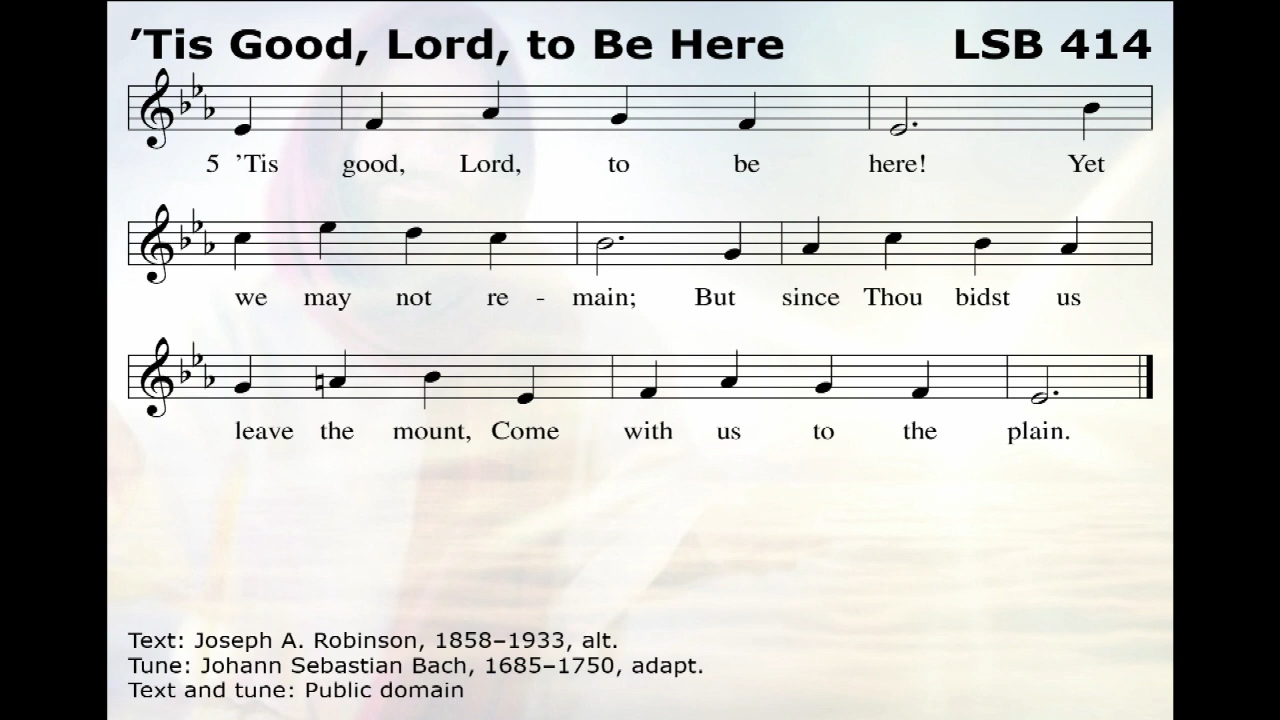 ’Tis Good, Lord, to Be Here LSB 414
5 ’Tis good, Lord, to be here! Yet
we may not re - main; But since Thou bidst us
leave the mount, Come with us to the plain.
Text: Joseph A. Robinson, 1858–1933, alt.
Tune: Johann Sebastian Bach, 1685–1750, adapt.
Text and tune: Public domain